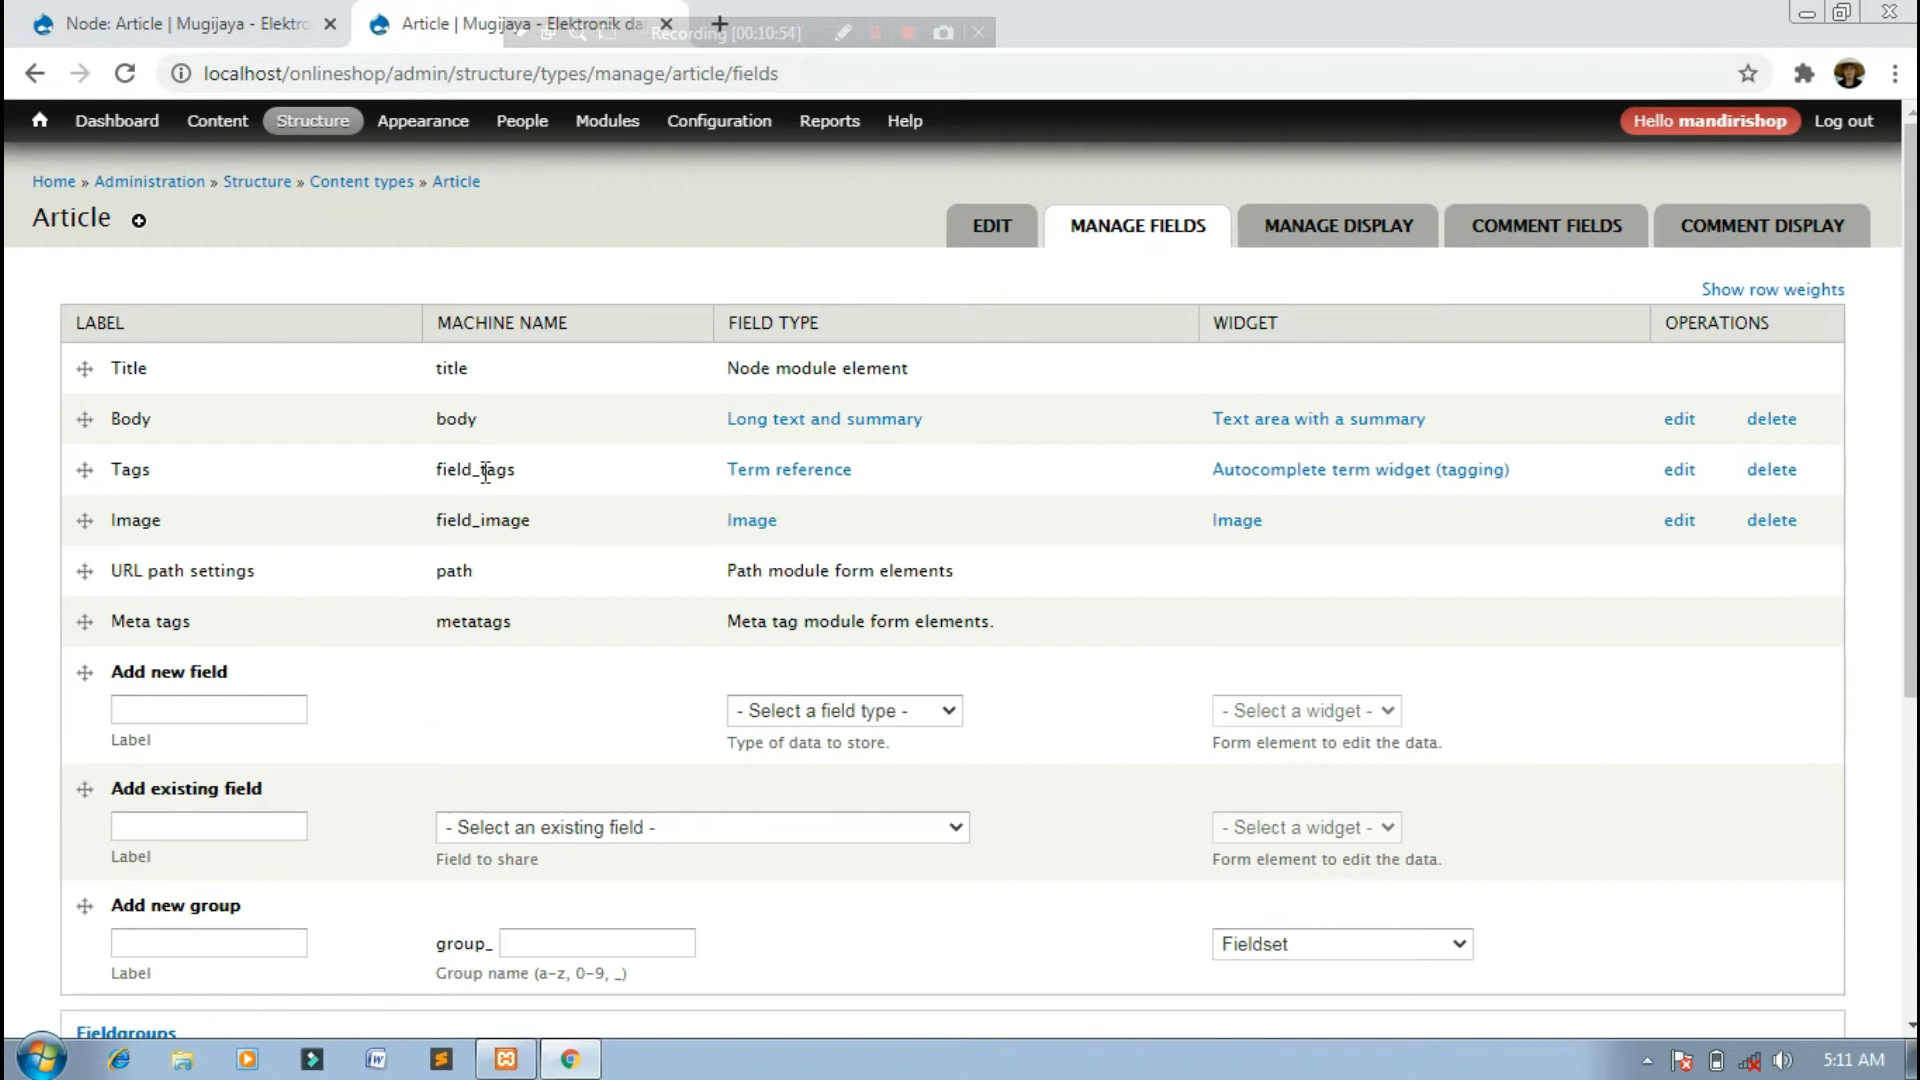 Node: Article | Mugijaya - Elektro
Article | Mugijaya - Elektronik da
Recording [00:10:54]
localhost/onlineshop/admin/structure/types/manage/article/fields
Dashboard Content Structure Appearance People Modules Configuration Reports Help Hello mandirishop Log out
Home » Administration » Structure » Content types » Article
Article
EDIT MANAGE FIELDS MANAGE DISPLAY COMMENT FIELDS COMMENT DISPLAY
Show row weights
LABEL MACHINE NAME FIELD TYPE WIDGET OPERATIONS
Title title Node module element
Body body Long text and summary Text area with a summary edit delete
Tags field_tags Term reference Autocomplete term widget (tagging) edit delete
Image field_image Image Image edit delete
URL path settings path Path module form elements
Meta tags metatags Meta tag module form elements.
Add new field
- Select a field type - - Select a widget -
Label Type of data to store. Form element to edit the data.
Add existing field
- Select an existing field - - Select a widget -
Label Field to share Form element to edit the data.
Add new group
group_ Fieldset
Label Group name (a-z, 0-9, _)
Fieldgroups
5:11 AM